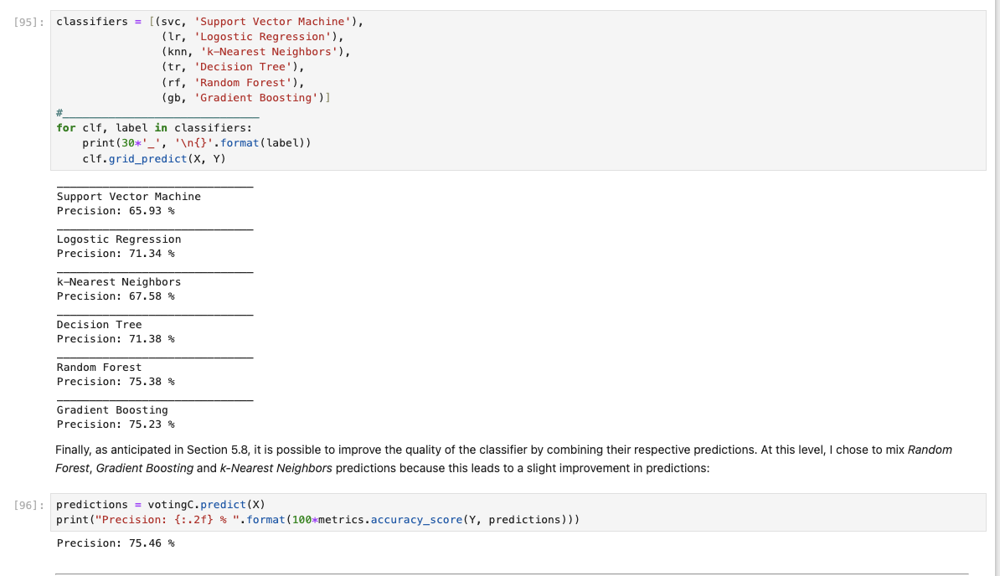 [95]: classifiers = [(svc, 'Support Vector Machine'),
(lr, 'Logostic Regression'),
(knn, 'k-Nearest Neighbors'),
(tr, 'Decision Tree'),
(rf, 'Random Forest'),
(gb, 'Gradient Boosting')]
#______________________________
for clf, label in classifiers:
print(30*'_', '\n{}'.format(label))
clf.grid_predict(X, Y)
______________________________
Support Vector Machine
Precision: 65.93 %
______________________________
Logostic Regression
Precision: 71.34 %
______________________________
k-Nearest Neighbors
Precision: 67.58 %
______________________________
Decision Tree
Precision: 71.38 %
______________________________
Random Forest
Precision: 75.38 %
______________________________
Gradient Boosting
Precision: 75.23 %
Finally, as anticipated in Section 5.8, it is possible to improve the quality of the classifier by combining their respective predictions. At this level, I chose to mix Random
Forest, Gradient Boosting and k-Nearest Neighbors predictions because this leads to a slight improvement in predictions:
[96]: predictions = votingC.predict(X)
print("Precision: {:.2f} % ".format(100*metrics.accuracy_score(Y, predictions)))
Precision: 75.46 %